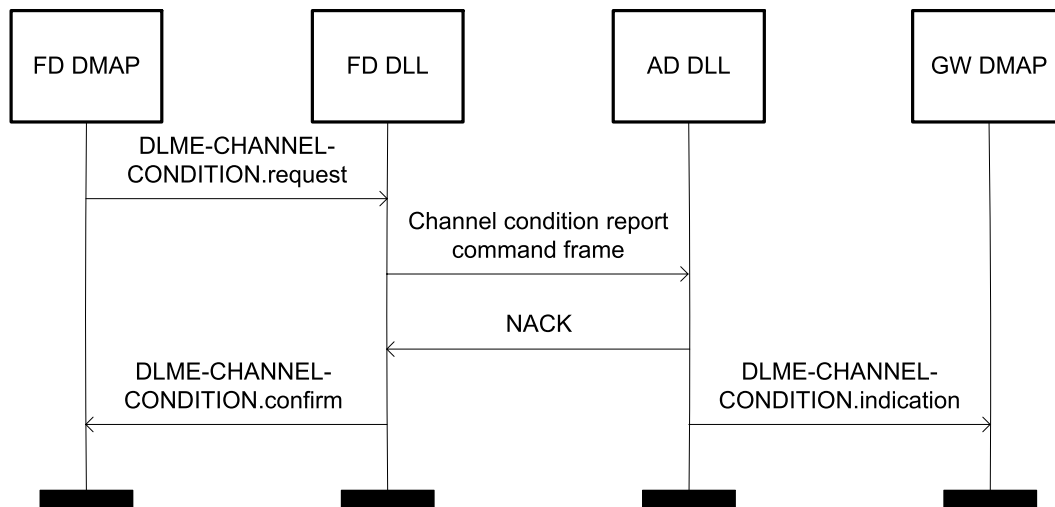 FD DMAP
FD DLL
AD DLL
GW DMAP
DLME-CHANNEL-
CONDITION.request
Channel condition report
command frame
NACK
DLME-CHANNEL-
CONDITION.confirm
DLME-CHANNEL-
CONDITION.indication